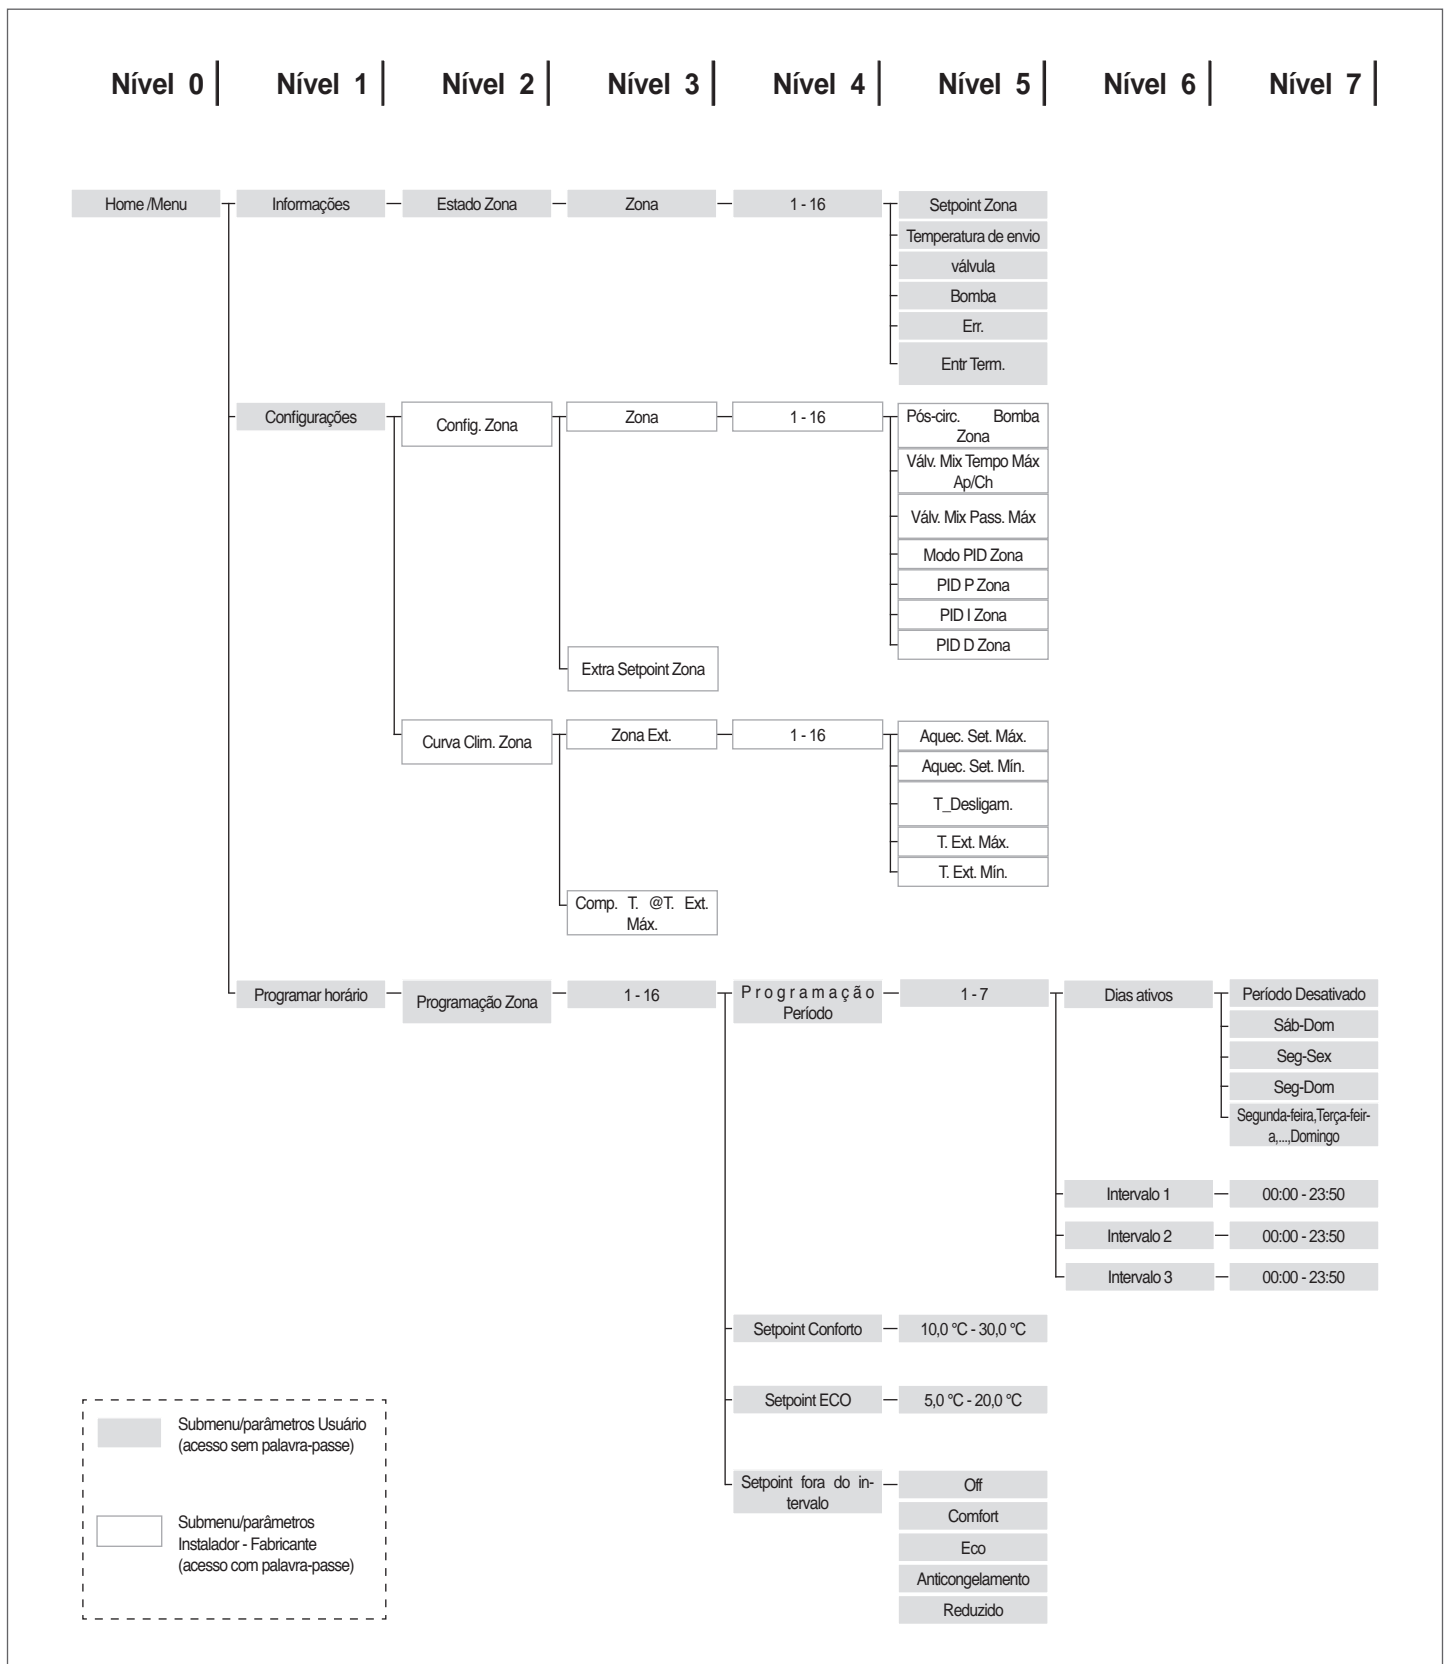 Nível 0 Nível 1 Nível 2 Nível 3 Nível 4 Nível 5 Nível 6 Nível 7
Home /Menu Informações Estado Zona Zona 1 - 16 Setpoint Zona
Temperatura de envio
válvula
Bomba
Err.
Entr Term.
Configurações Config. Zona Zona 1 - 16 Pós-circ. Bomba
Zona
Válv. Mix Tempo Máx
Ap/Ch
Válv. Mix Pass. Máx
Modo PID Zona
PID P Zona
PID I Zona
PID D Zona
Extra Setpoint Zona
Curva Clim. Zona Zona Ext. 1 - 16 Aquec. Set. Máx.
Aquec. Set. Mín.
T_Desligam.
T. Ext. Máx.
T. Ext. Mín.
Comp. T. @T. Ext.
Máx.
Programar horário Programação Zona 1 - 16 Programação
Período 1 - 7 Dias ativos Período Desativado
Sáb-Dom
Seg-Sex
Seg-Dom
Segunda-feira,Terça-feir-
a,...,Domingo
Intervalo 1 00:00 - 23:50
Intervalo 2 00:00 - 23:50
Intervalo 3 00:00 - 23:50
Setpoint Conforto 10,0 °C - 30,0 °C
Setpoint ECO 5,0 °C - 20,0 °C
Setpoint fora do in-
tervalo Off
Comfort
Eco
Anticongelamento
Reduzido
Submenu/parâmetros Usuário
(acesso sem palavra-passe)
Submenu/parâmetros
Instalador - Fabricante
(acesso com palavra-passe)